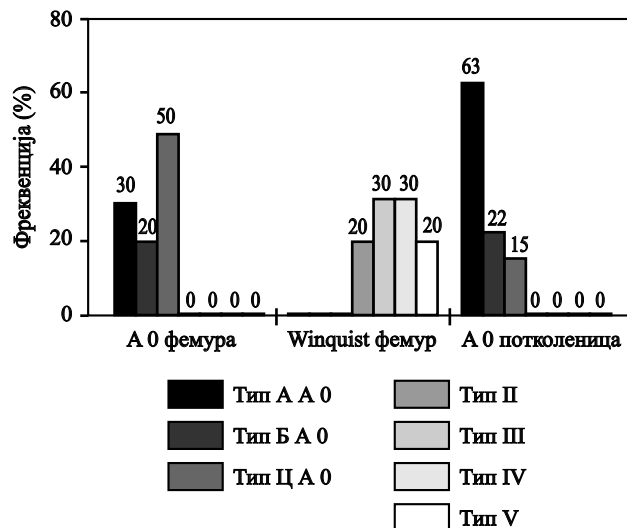 80
60
40
20
0
Фреквенција (%)
30 20 50 0 0 0 0
20 30 30 20
63 22 15 0 0 0 0
А 0 фемура Winquist фемур А 0 потколеница
Тип А А 0 Тип II
Тип Б А 0 Тип III
Тип Ц А 0 Тип IV
Тип V